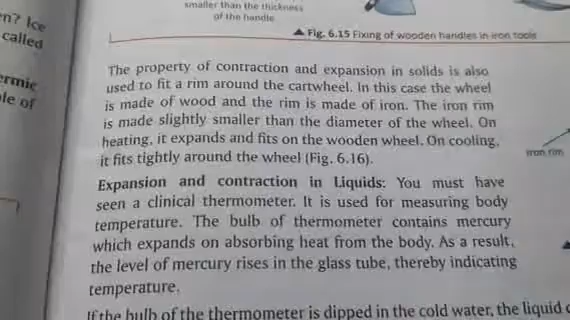 smaller than the thickness
of the handle
▲ Fig. 6.15 Fixing of wooden handles in iron tools
n? Ice
called
ermic
le of
The property of contraction and expansion in solids is also
used to fit a rim around the cartwheel. In this case the wheel
is made of wood and the rim is made of iron. The iron rim
is made slightly smaller than the diameter of the wheel. On
heating, it expands and fits on the wooden wheel. On cooling,
it fits tightly around the wheel (Fig. 6.16).
iron rim
Expansion and contraction in Liquids: You must have
seen a clinical thermometer. It is used for measuring body
temperature. The bulb of thermometer contains mercury
which expands on absorbing heat from the body. As a result,
the level of mercury rises in the glass tube, thereby indicating
temperature.
If the bulb of the thermometer is dipped in the cold water, the liquid